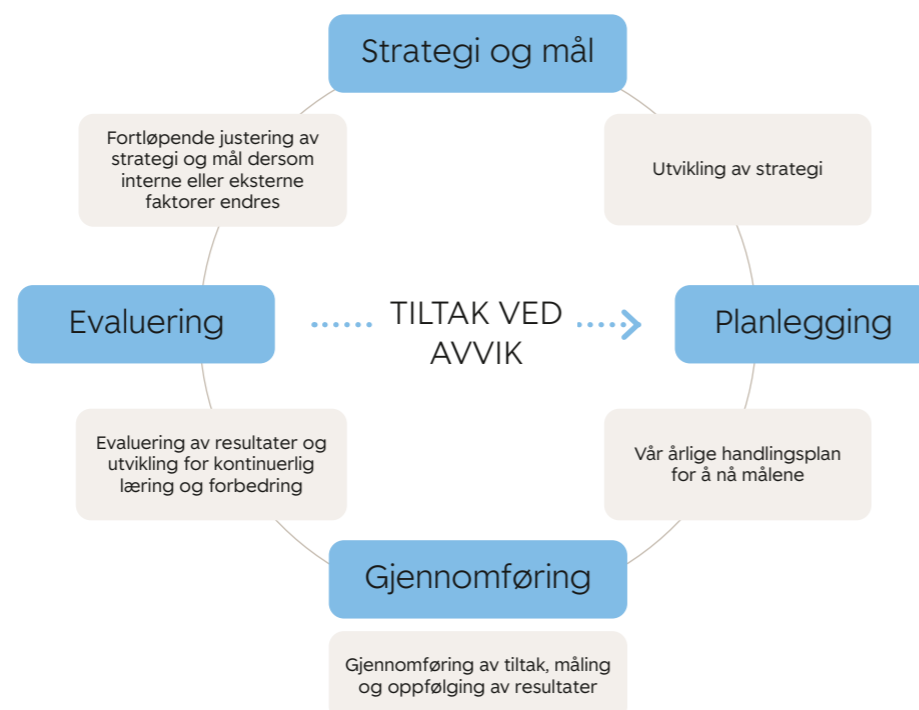 Strategi og mål
Fortløpende justering av
strategi og mål dersom
interne eller eksterne
faktorer endres
Utvikling av strategi
Evaluering
TILTAK VED
AVVIK
Planlegging
Evaluering av resultater og
utvikling for kontinuerlig
læring og forbedring
Vår årlige handlingsplan
for å nå målene
Gjennomføring
Gjennomføring av tiltak, måling
og oppfølging av resultater